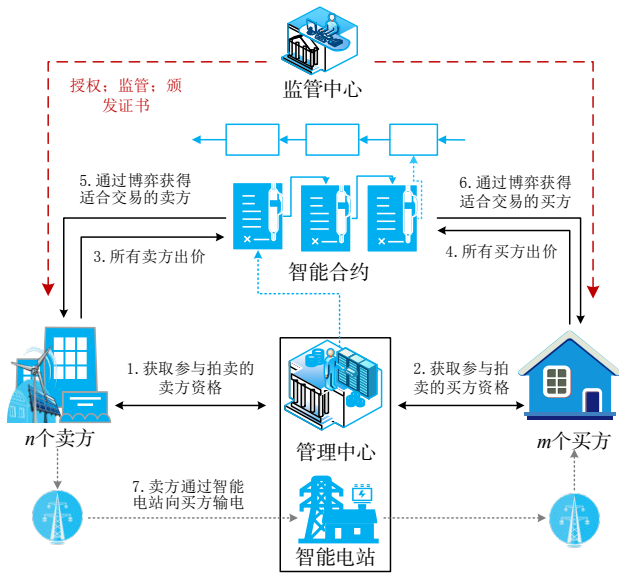 监管中心
授权；监管；颁
发证书
5.通过博弈获得
适合交易的卖方
6.通过博弈获得
适合交易的买方
3.所有卖方出价
4.所有买方出价
智能合约
1.获取参与拍卖的
卖方资格
2.获取参与拍
卖的买方资格
n个卖方
管理中心
m个买方
7.卖方通过智能
电站向买方输电
智能电站